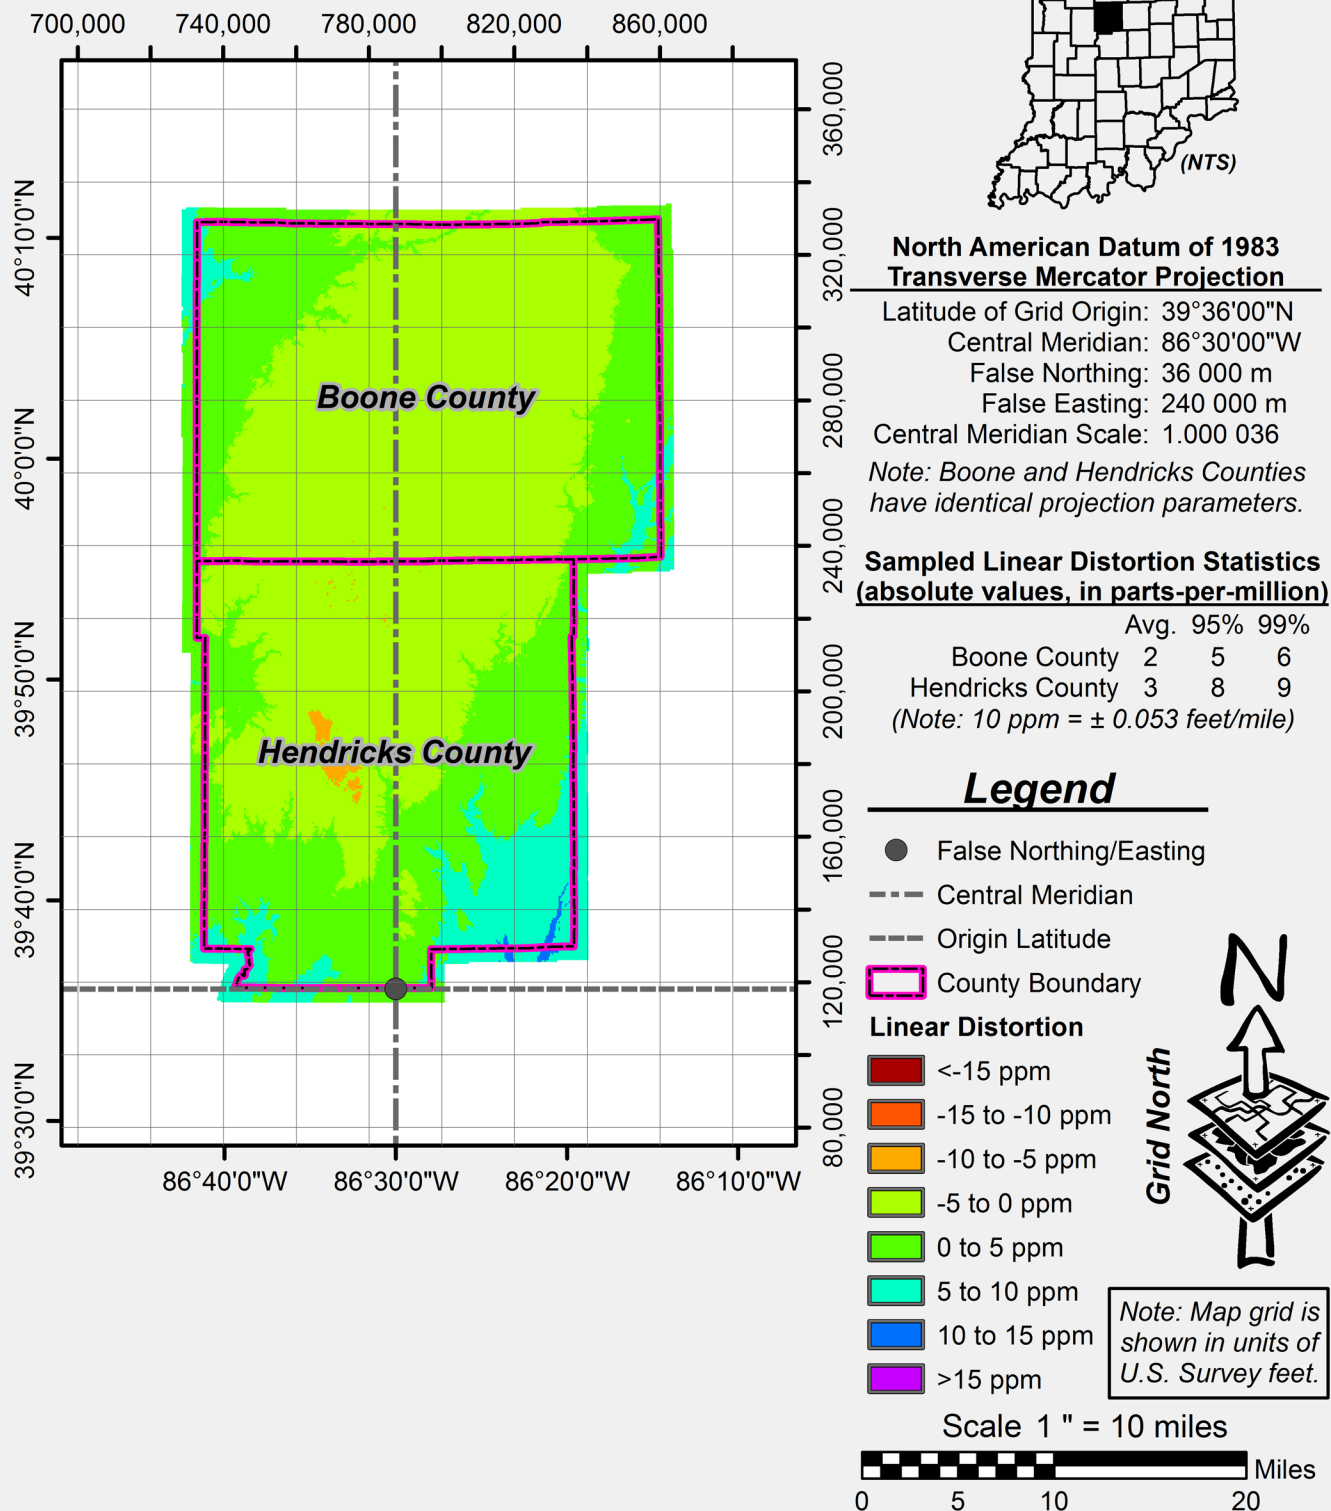 700,000 740,000 780,000 820,000 860,000
360,000
320,000
280,000
240,000
200,000
160,000
120,000
80,000
40°10'0"N
40°0'0"N
39°50'0"N
39°40'0"N
39°30'0"N
86°40'0"W 86°30'0"W 86°20'0"W 86°10'0"W
Boone County
Hendricks County
(NTS)
North American Datum of 1983
Transverse Mercator Projection
Latitude of Grid Origin: 39°36'00"N
Central Meridian: 86°30'00"W
False Northing: 36 000 m
False Easting: 240 000 m
Central Meridian Scale: 1.000 036
Note: Boone and Hendricks Counties
have identical projection parameters.
Sampled Linear Distortion Statistics
(absolute values, in parts-per-million)
Avg. 95% 99%
Boone County 2 5 6
Hendricks County 3 8 9
(Note: 10 ppm = ± 0.053 feet/mile)
Legend
False Northing/Easting
Central Meridian
Origin Latitude
County Boundary
Linear Distortion
<-15 ppm
-15 to -10 ppm
-10 to -5 ppm
-5 to 0 ppm
0 to 5 ppm
5 to 10 ppm
10 to 15 ppm
>15 ppm
N
Grid North
Note: Map grid is
shown in units of
U.S. Survey feet.
Scale 1 " = 10 miles
Miles
0 5 10 20